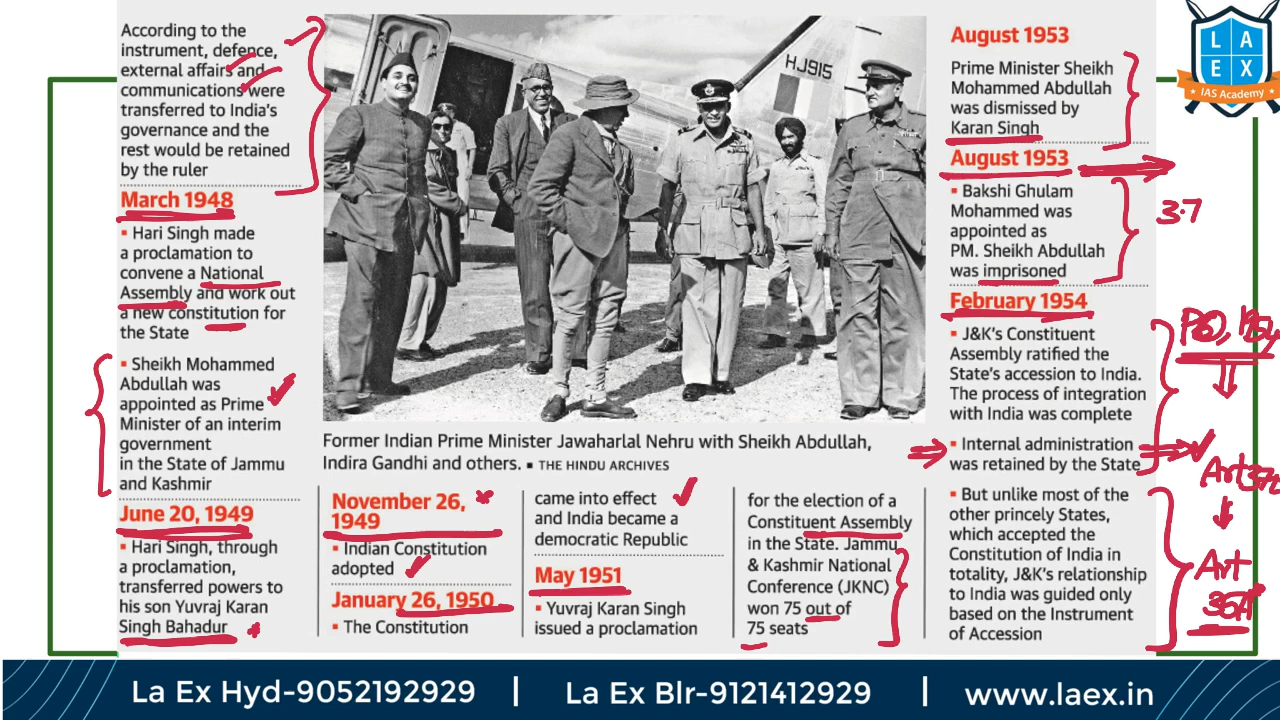 According to the
instrument, defence,
external affairs and
communications were
transferred to India's
governance and the
rest would be retained
by the ruler
March 1948
▪ Hari Singh made
a proclamation to
convene a National
Assembly and work out
a new constitution for
the State
▪ Sheikh Mohammed
Abdullah was
appointed as Prime
Minister of an interim
government
in the State of Jammu
and Kashmir
June 20, 1949
▪ Hari Singh, through
a proclamation,
transferred powers to
his son Yuvraj Karan
Singh Bahadur
HJ915
Former Indian Prime Minister Jawaharlal Nehru with Sheikh Abdullah,
Indira Gandhi and others. ▪ THE HINDU ARCHIVES
November 26,
1949
▪ Indian Constitution
adopted
January 26, 1950
▪ The Constitution
came into effect
and India became a
democratic Republic
May 1951
▪ Yuvraj Karan Singh
issued a proclamation
for the election of a
Constituent Assembly
in the State. Jammu
& Kashmir National
Conference (JKNC)
won 75 out of
75 seats
August 1953
Prime Minister Sheikh
Mohammed Abdullah
was dismissed by
Karan Singh
August 1953
▪ Bakshi Ghulam
Mohammed was
appointed as
PM. Sheikh Abdullah
was imprisoned
February 1954
▪ J&K's Constituent
Assembly ratified the
State's accession to India.
The process of integration
with India was complete
▪ Internal administration
was retained by the State
▪ But unlike most of the
other princely States,
which accepted the
Constitution of India in
totality, J&K's relationship
to India was guided only
based on the Instrument
of Accession
3.7
Art
Art
35A
L A
E X
IAS Academy
La Ex Hyd-9052192929 | La Ex Blr-9121412929 | www.laex.in